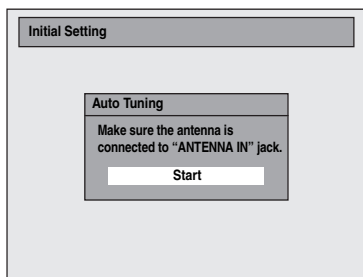 Initial Setting
Auto Tuning
Make sure the antenna is
connected to “ANTENNA IN” jack.
Start